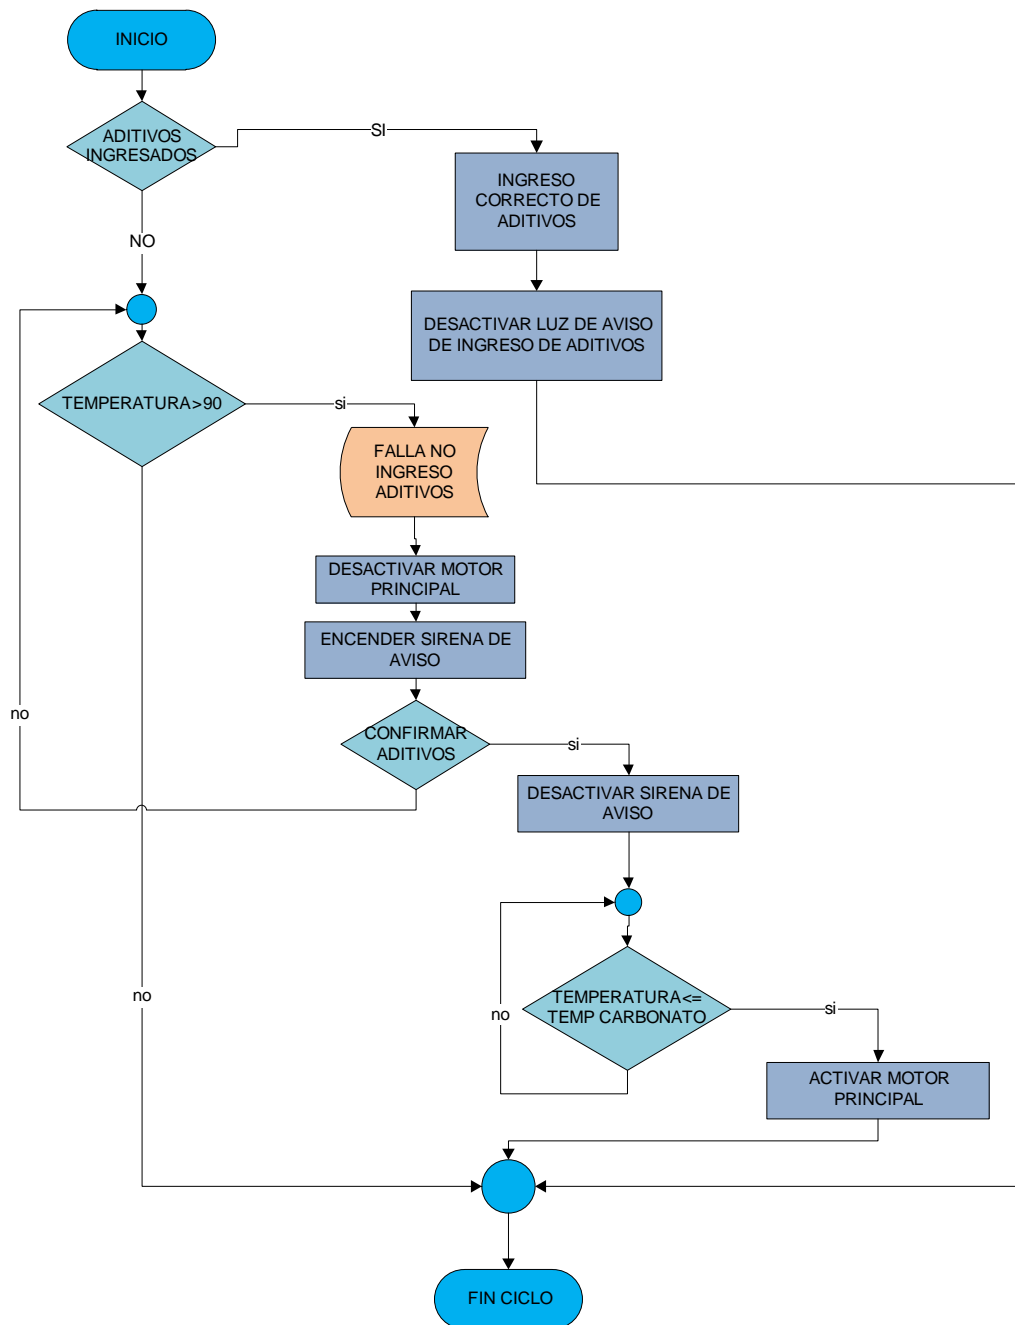 INICIO
ADITIVOS
INGRESADOS
SI
INGRESO
CORRECTO DE
ADITIVOS
NO
DESACTIVAR LUZ DE AVISO
DE INGRESO DE ADITIVOS
TEMPERATURA>90
si
FALLA NO
INGRESO
ADITIVOS
DESACTIVAR MOTOR
PRINCIPAL
ENCENDER SIRENA DE
AVISO
no
CONFIRMAR
ADITIVOS
si
DESACTIVAR SIRENA DE
AVISO
no
TEMPERATURA<=
TEMP CARBONATO
no
si
ACTIVAR MOTOR
PRINCIPAL
FIN CICLO